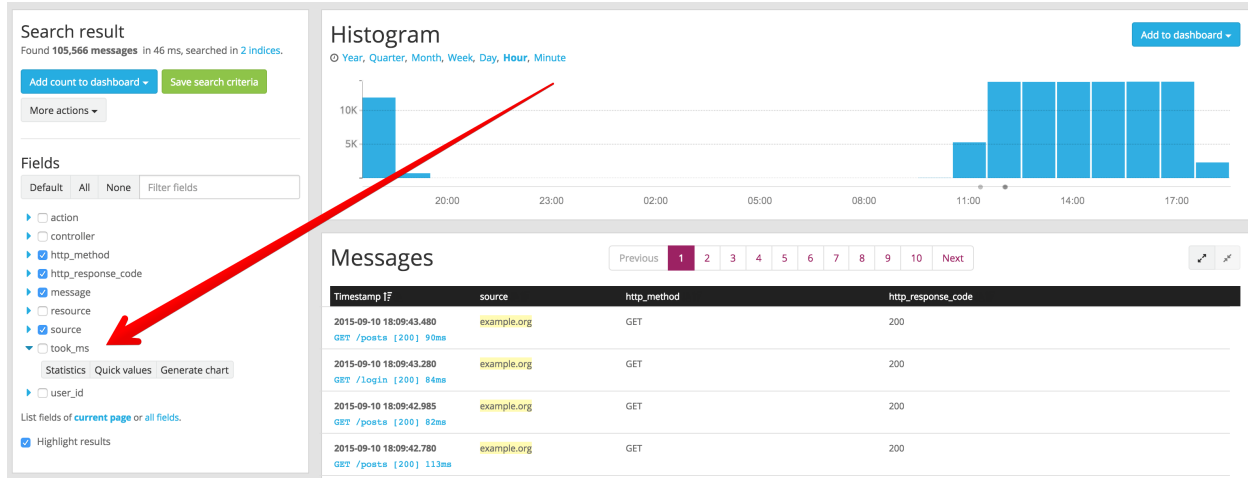 Search result
Found 105,566 messages in 46 ms, searched in 2 indices.
Add count to dashboard
Save search criteria
More actions
Fields
Default All None Filter fields
action
controller
http_method
http_response_code
message
resource
source
took_ms
Statistics Quick values Generate chart
user_id
List fields of current page or all fields.
Highlight results
Histogram
Add to dashboard
Year, Quarter, Month, Week, Day, Hour, Minute
10K
5K
20:00 23:00 02:00 05:00 08:00 11:00 14:00 17:00
Messages
Previous 1 2 3 4 5 6 7 8 9 10 Next
Timestamp source http_method http_response_code
2015-09-10 18:09:43.480 example.org GET 200
GET /posts [200] 90ms
2015-09-10 18:09:43.280 example.org GET 200
GET /login [200] 84ms
2015-09-10 18:09:42.985 example.org GET 200
GET /posts [200] 82ms
2015-09-10 18:09:42.780 example.org GET 200
GET /posts [200] 113ms